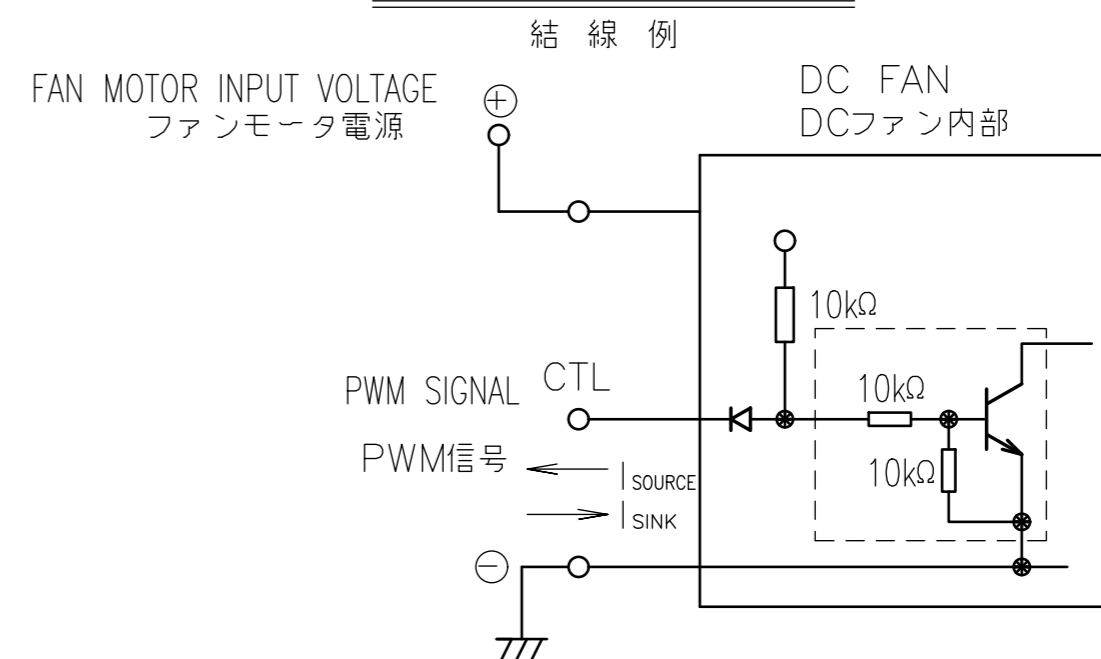 結線例
FAN MOTOR INPUT VOLTAGE
ファンモータ電源
⊕
DC FAN
DCファン内部
10kΩ
PWM SIGNAL
CTL
10kΩ
PWM信号
10kΩ
I SOURCE
I SINK
⊖